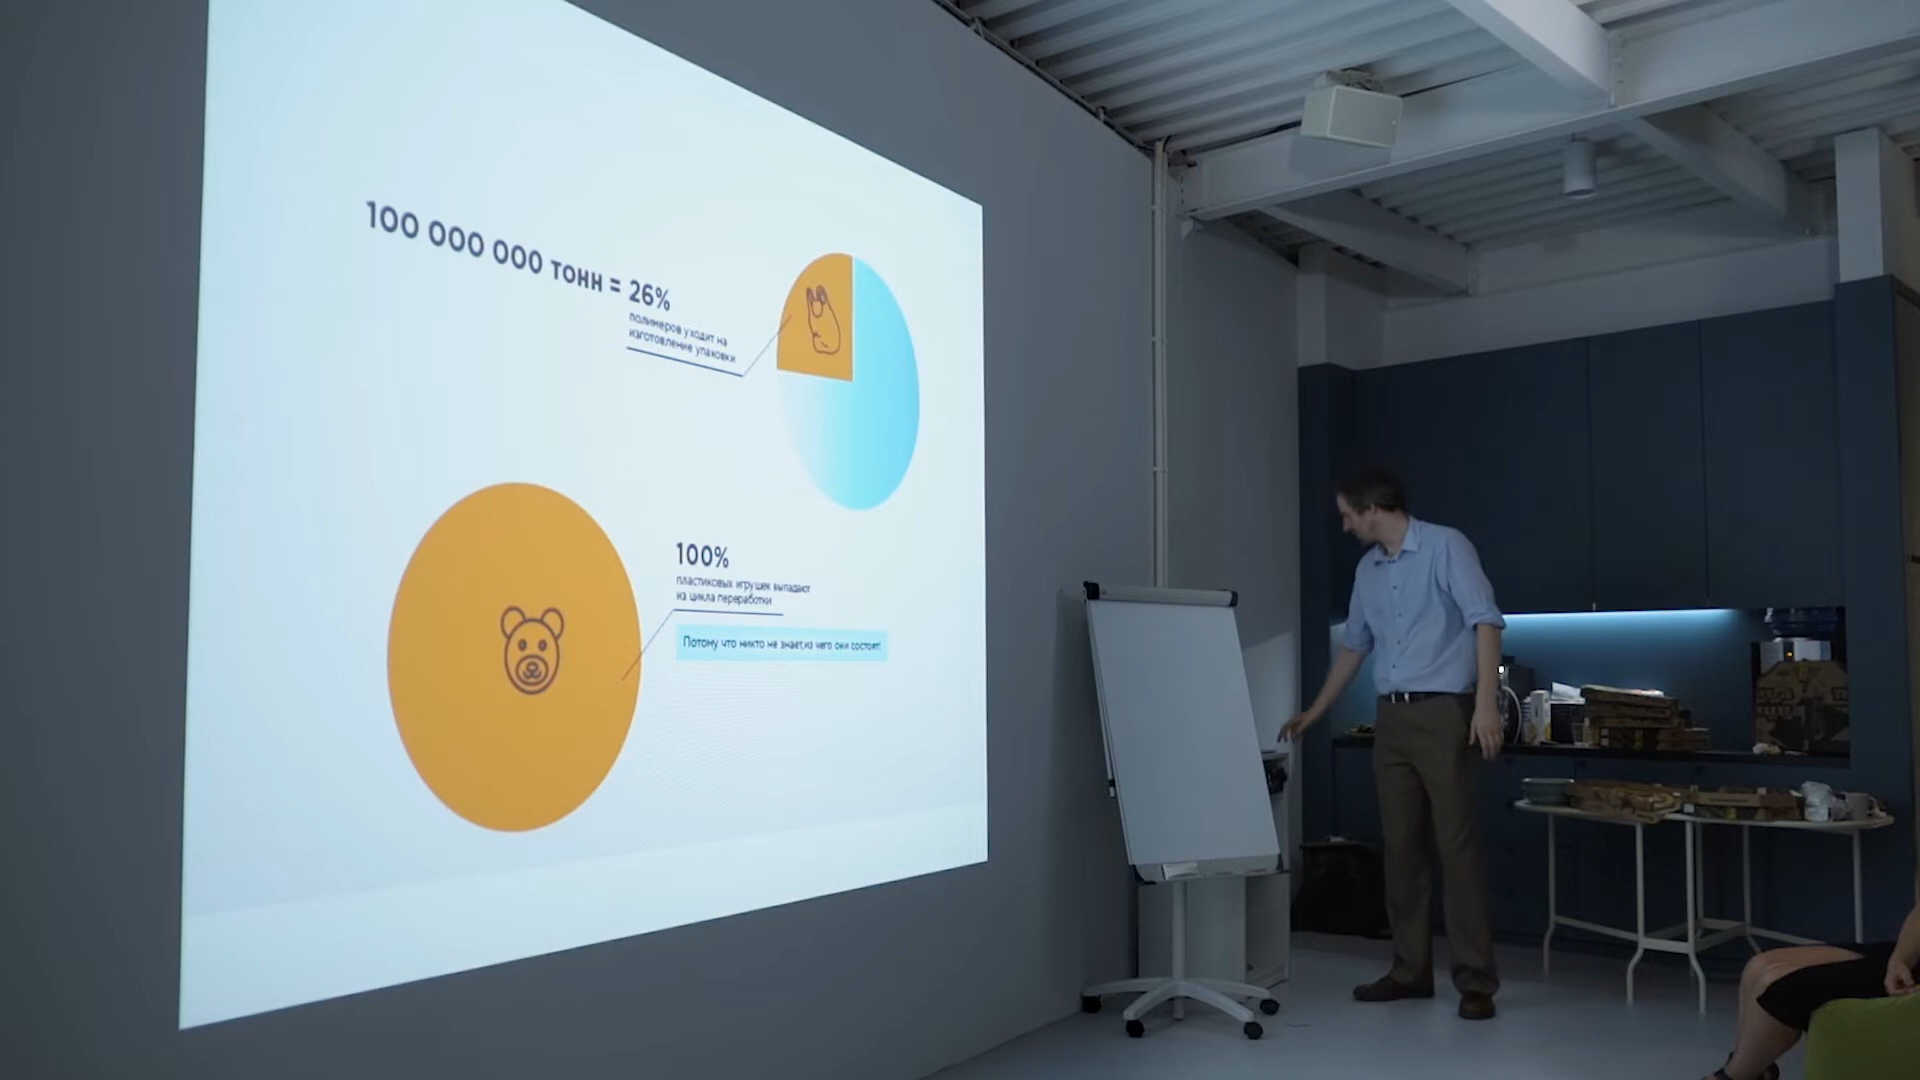 100 000 000 тонн = 26%
полимеров уходит на
изготовление упаковки
100%
пластиковых игрушек выпадают
из цикла переработки
Потому что никто не знает,из чего они состоят!